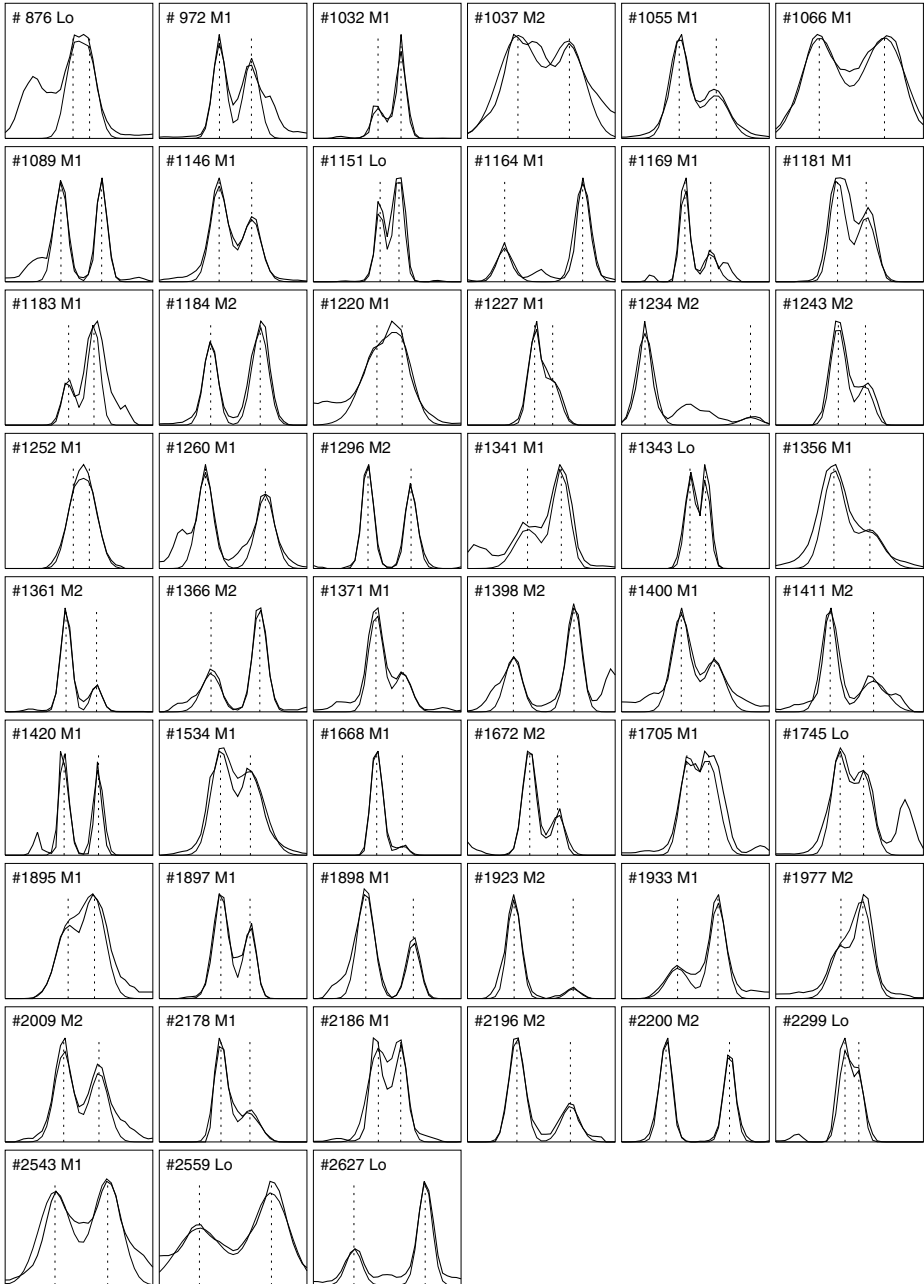 # 876 Lo
# 972 M1
#1032 M1
#1037 M2
#1055 M1
#1066 M1
#1089 M1
#1146 M1
#1151 Lo
#1164 M1
#1169 M1
#1181 M1
#1183 M1
#1184 M2
#1220 M1
#1227 M1
#1234 M2
#1243 M2
#1252 M1
#1260 M1
#1296 M2
#1341 M1
#1343 Lo
#1356 M1
#1361 M2
#1366 M2
#1371 M1
#1398 M2
#1400 M1
#1411 M2
#1420 M1
#1534 M1
#1668 M1
#1672 M2
#1705 M1
#1745 Lo
#1895 M1
#1897 M1
#1898 M1
#1923 M2
#1933 M1
#1977 M2
#2009 M2
#2178 M1
#2186 M1
#2196 M2
#2200 M2
#2299 Lo
#2543 M1
#2559 Lo
#2627 Lo